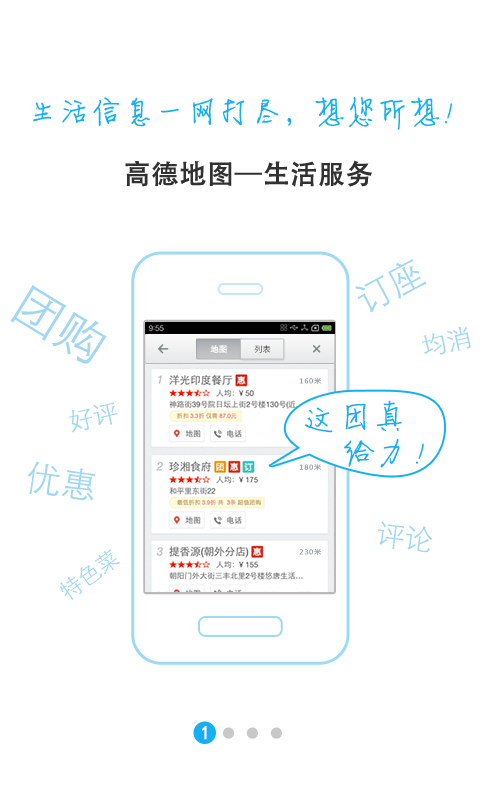 生活信息一网打尽，想您所想！
高德地图—生活服务
团购
订座
均消
好评
优惠
特色菜
评论
9:55
地图 列表
1 洋光印度餐厅 惠 160米
人均：¥ 50
神路街39号院日坛上街2号楼130号(近…
折扣 3.3折 仅需 87.0元
地图 电话
这团真
给力！
2 珍湘食府 团 惠 订 180米
人均：¥ 175
和平里东街22
最低折扣3.9折 共 3条 超值团购
地图 电话
3 提香源(朝外分店) 惠 230米
人均：¥ 155
朝阳门外大街三丰北里2号楼悠唐生活…
地图 电话
1